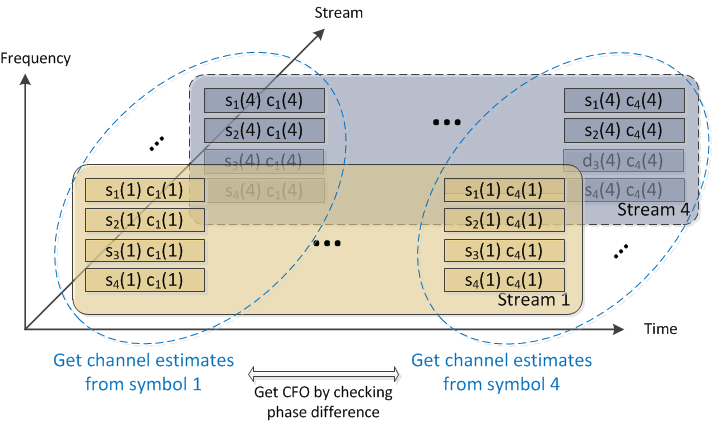 Stream
Frequency
s1(4) c1(4)
s2(4) c1(4)
s3(4) c1(4)
s4(4) c1(4)
...
s1(4) c4(4)
s2(4) c4(4)
d3(4) c4(4)
s4(4) c4(4)
Stream 4
...
s1(1) c1(1)
s2(1) c1(1)
s3(1) c1(1)
s4(1) c1(1)
...
s1(1) c4(1)
s2(1) c4(1)
s3(1) c4(1)
s4(1) c4(1)
Stream 1
...
Time
Get channel estimates
from symbol 1
Get CFO by checking
phase difference
Get channel estimates
from symbol 4